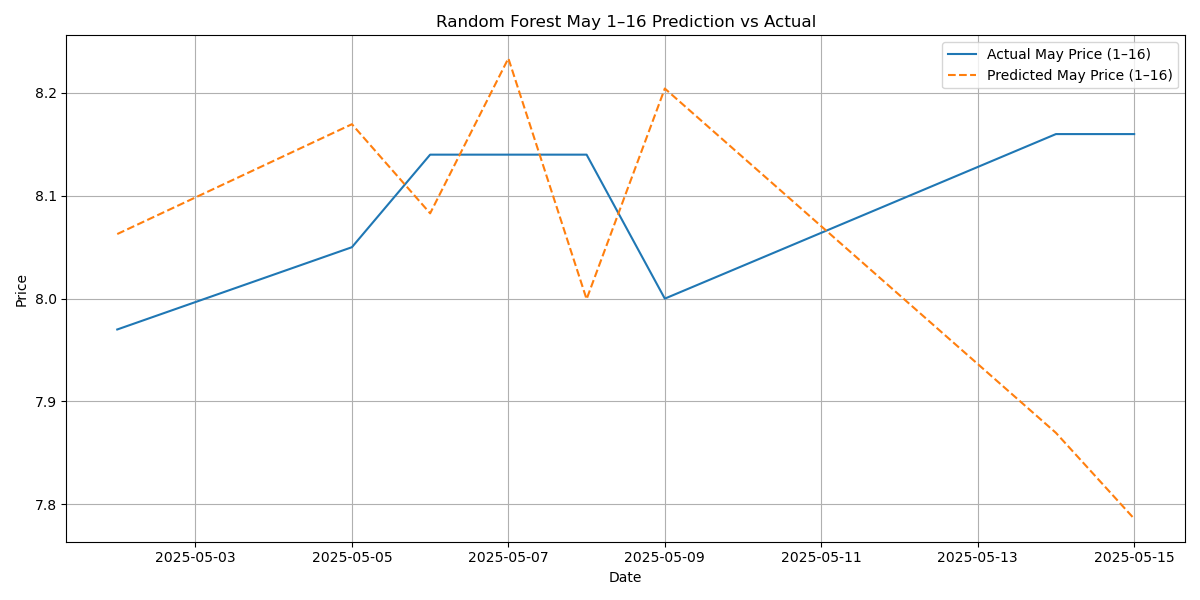 Random Forest May 1–16 Prediction vs Actual
Actual May Price (1–16)
Predicted May Price (1–16)
Price
8.2
8.1
8.0
7.9
7.8
2025-05-03
2025-05-05
2025-05-07
2025-05-09
2025-05-11
2025-05-13
2025-05-15
Date